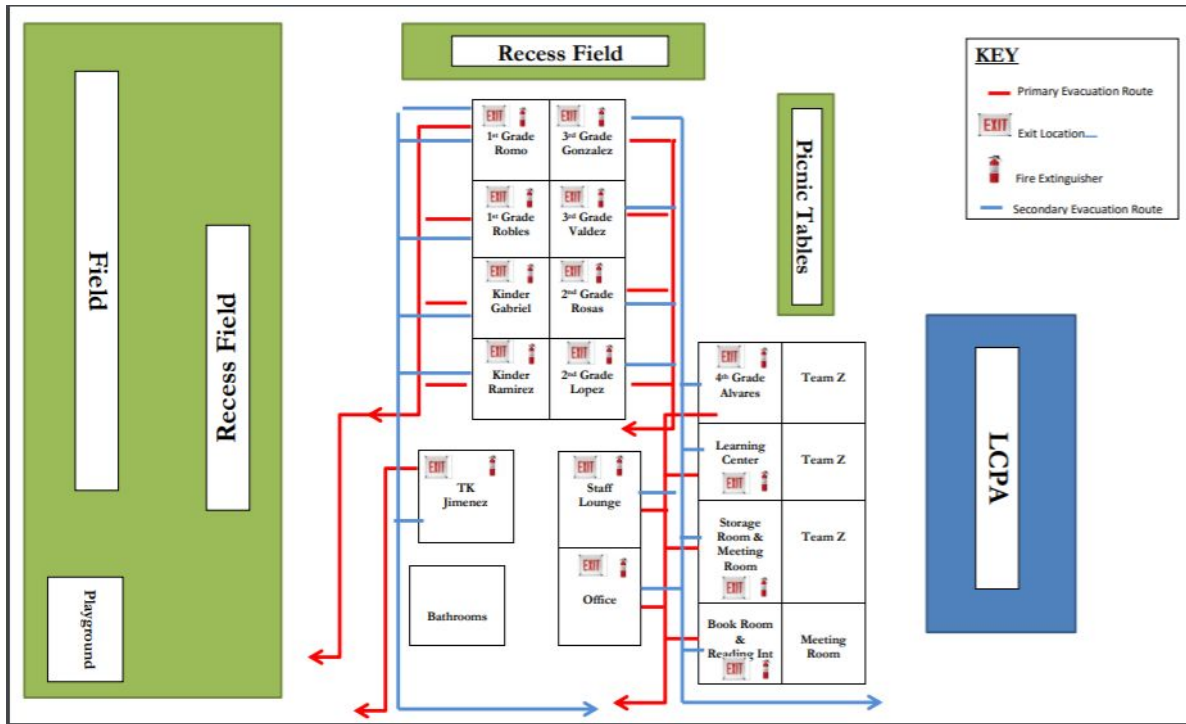 Recess Field
KEY
Primary Evacuation Route
EXIT
Exit Location
Fire Extinguisher
Secondary Evacuation Route
Field
Recess Field
Playground
Picnic Tables
LCPA
EXIT
1st Grade
Romo
EXIT
3rd Grade
Gonzalez
EXIT
1st Grade
Robles
EXIT
3rd Grade
Valdez
EXIT
Kinder
Gabriel
EXIT
2nd Grade
Rosas
EXIT
Kinder
Ramirez
EXIT
2nd Grade
Lopez
EXIT
TK
Jimenez
Bathrooms
EXIT
Staff
Lounge
EXIT
Office
EXIT
4th Grade
Alvares
Team Z
Learning
Center
EXIT
Team Z
Storage
Room &
Meeting
Room
EXIT
Team Z
Book Room
&
Reading Int
EXIT
Meeting
Room